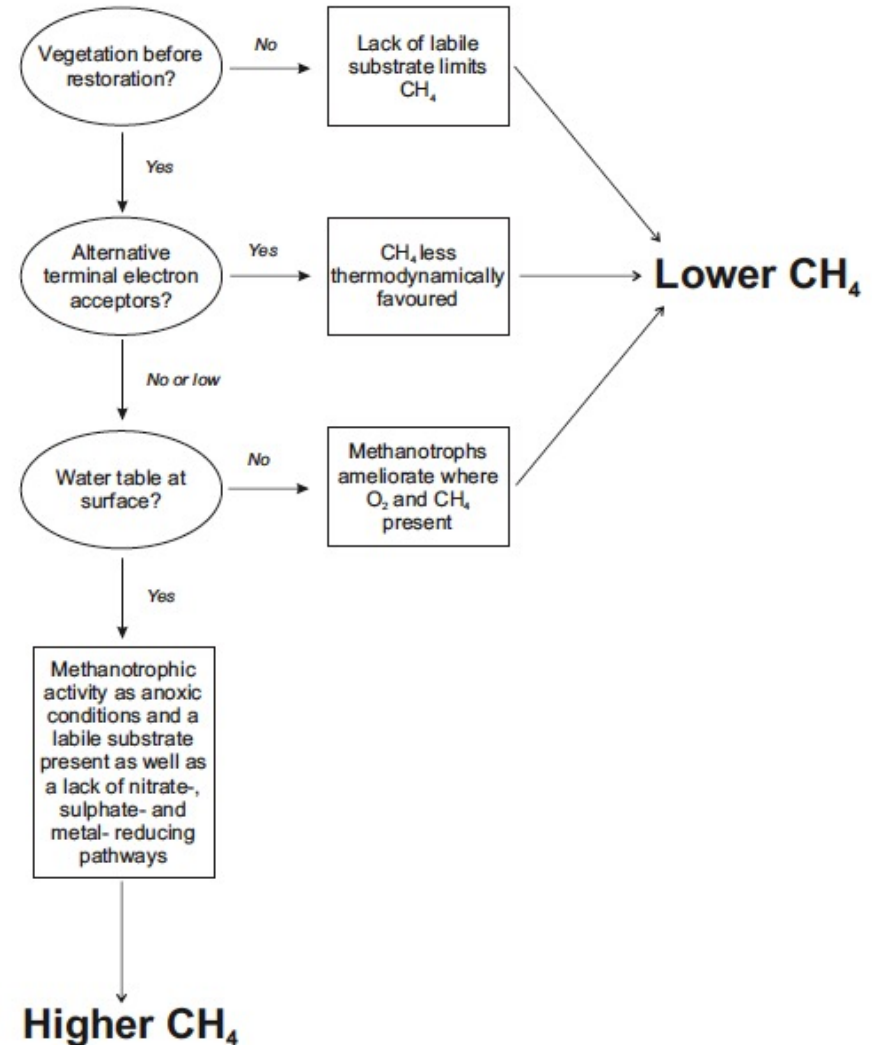 Vegetation before
restoration?
No
Lack of labile
substrate limits
CH₄
Yes
Alternative
terminal electron
acceptors?
Yes
CH₄ less
thermodynamically
favoured
Lower CH₄
No or low
Water table at
surface?
No
Methanotrophs
ameliorate where
O₂ and CH₄
present
Yes
Methanotrophic
activity as anoxic
conditions and a
labile substrate
present as well as
a lack of nitrate-,
sulphate- and
metal- reducing
pathways
Higher CH₄